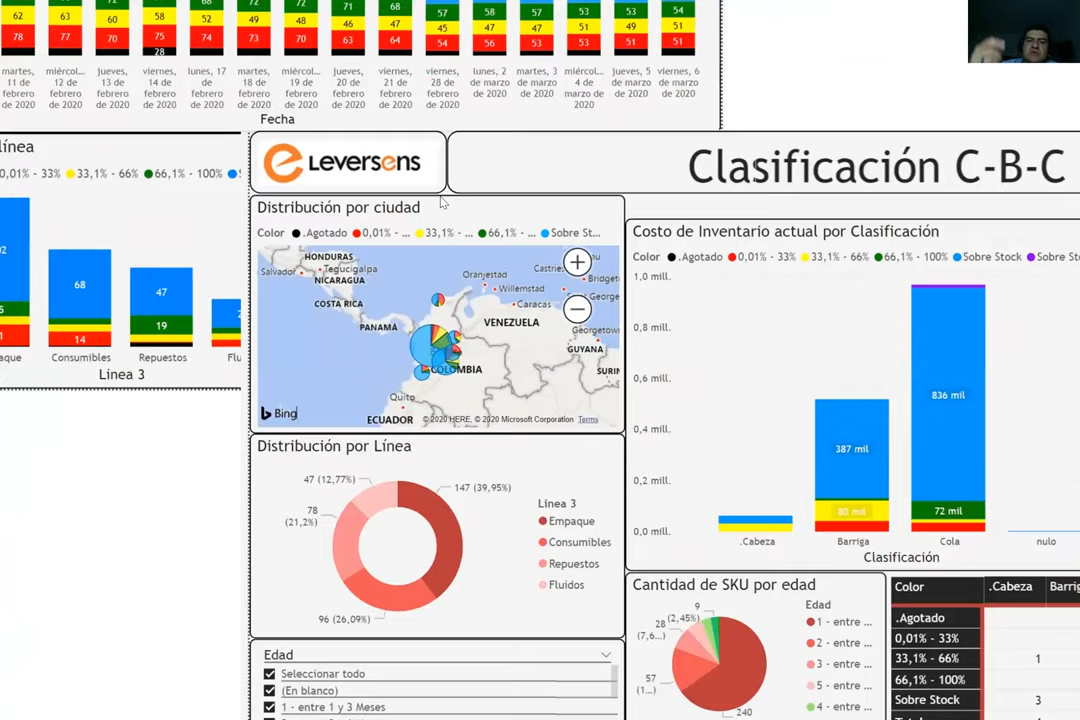 72 71 68
62 63 60 58 52 49 48 46 47 57 58 57 53 53 54
45 47 47 51 49 51
78 77 70 75 74 73 70 63 64 54 56 53 53 51 51
28
martes, miércol... jueves, viernes, lunes, 17 martes, miércol... jueves, viernes, viernes, lunes, 2 martes, 3 miércol... jueves, 5 viernes, 6
11 de 12 de 13 de 14 de de 18 de 19 de 20 de 21 de 28 de de marzo de marzo 4 de de marzo de marzo
febrero febrero febrero febrero febrero febrero febrero febrero febrero febrero de 2020 de 2020 marzo de de 2020 de 2020
de 2020 de 2020 de 2020 de 2020 de 2020 de 2020 de 2020 de 2020 de 2020 de 2020 2020
Fecha
línea
0,01% - 33% 33,1% - 66% 66,1% - 100%
68
47
19
14
aque Consumibles Repuestos Flu
Linea 3
LEVERSENS
Clasificación C-B-C
Distribución por ciudad
Color .Agotado 0,01% - ... 33,1% - ... 66,1% - ... Sobre St...
HONDURAS
Salvador Tegucigalpa
NICARAGUA
COSTA RICA
PANAMÁ
Oranjestad Castrie
Willemstad
Bridget
Caracas
George
VENEZUELA
Georgetow
GUYANA
SURIN
COLOMBIA
Quito
ECUADOR
Bing
© 2020 HERE, © 2020 Microsoft Corporation Terms
Costo de Inventario actual por Clasificación
Color .Agotado 0,01% - 33% 33,1% - 66% 66,1% - 100% Sobre Stock Sobre St
1,0 mill.
0,8 mill.
0,6 mill.
0,4 mill.
0,2 mill.
0,0 mill.
836 mil
387 mil
80 mil
72 mil
.Cabeza Barriga Cola nulo
Clasificación
Distribución por Línea
47 (12,77%)
147 (39,95%)
78
(21,2%)
96 (26,09%)
Línea 3
Empaque
Consumibles
Repuestos
Fluidos
Edad
Seleccionar todo
(En blanco)
1 - entre 1 y 3 Meses
Cantidad de SKU por edad
9
(2,45%)
28
(7,6...)
57
(1...)
240
Edad
1 - entre ...
2 - entre ...
3 - entre ...
5 - entre ...
4 - entre ...
Color .Cabeza Barrig
.Agotado
0,01% - 33%
33,1% - 66% 1
66,1% - 100%
Sobre Stock 3